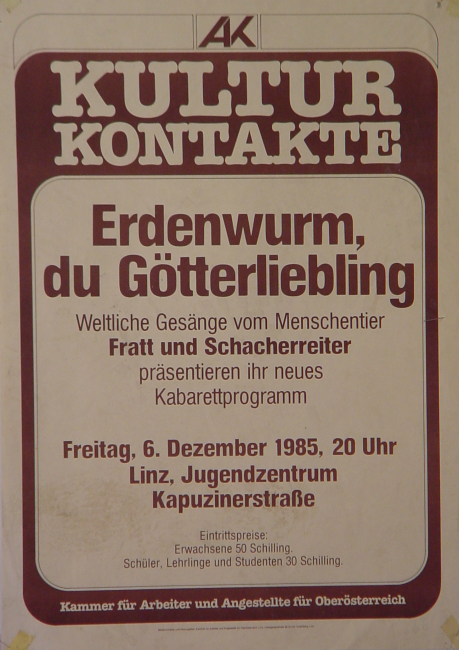 AK
KULTUR
KONTAKTE
Erdenwurm,
du Götterliebling
Weltliche Gesänge vom Menschentier
Fratt und Schacherreiter
präsentieren ihr neues
Kabarettprogramm
Freitag, 6. Dezember 1985, 20 Uhr
Linz, Jugendzentrum
Kapuzinerstraße
Eintrittspreise:
Erwachsene 50 Schilling.
Schüler, Lehrlinge und Studenten 30 Schilling.
Kammer für Arbeiter und Angestellte für Oberösterreich